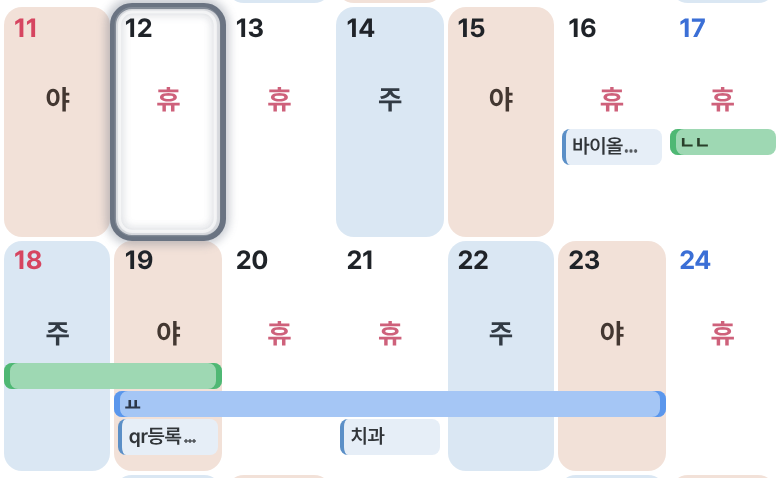 11 12 13 14 15 16 17
야 휴 휴 주 야 휴 휴
바이올... ㄴㄴ
18 19 20 21 22 23 24
주 야 휴 휴 주 야 휴
ㅛ
qr등록... 치과